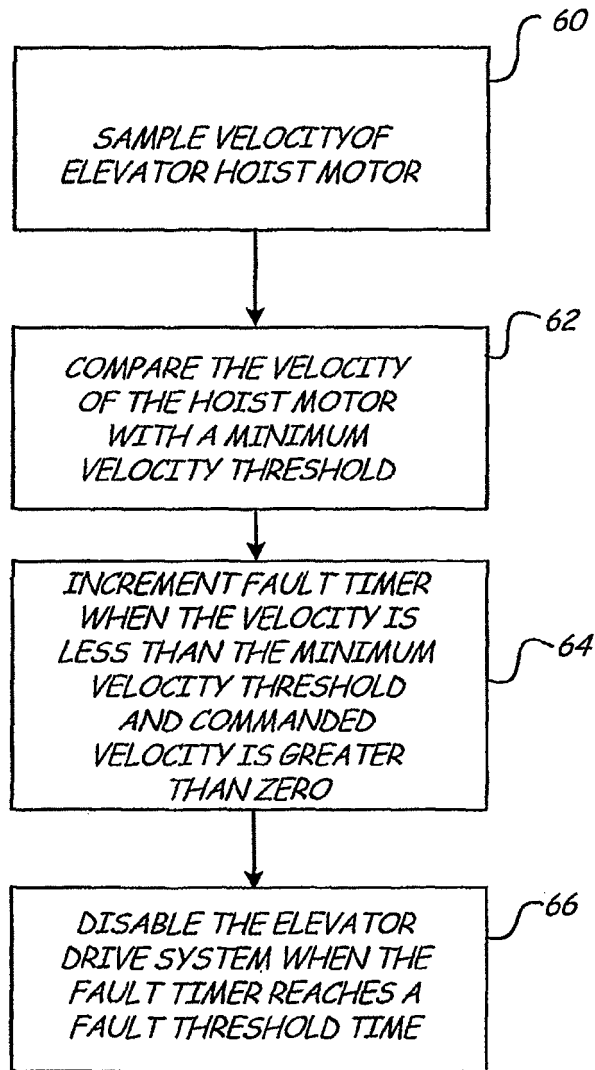 60
SAMPLE VELOCITY OF
ELEVATOR HOIST MOTOR
62
COMPARE THE VELOCITY
OF THE HOIST MOTOR
WITH A MINIMUM
VELOCITY THRESHOLD
INCREMENT FAULT TIMER
WHEN THE VELOCITY IS
LESS THAN THE MINIMUM
VELOCITY THRESHOLD
AND COMMANDED
VELOCITY IS GREATER
THAN ZERO
64
DISABLE THE ELEVATOR
DRIVE SYSTEM WHEN THE
FAULT TIMER REACHES A
FAULT THRESHOLD TIME
66